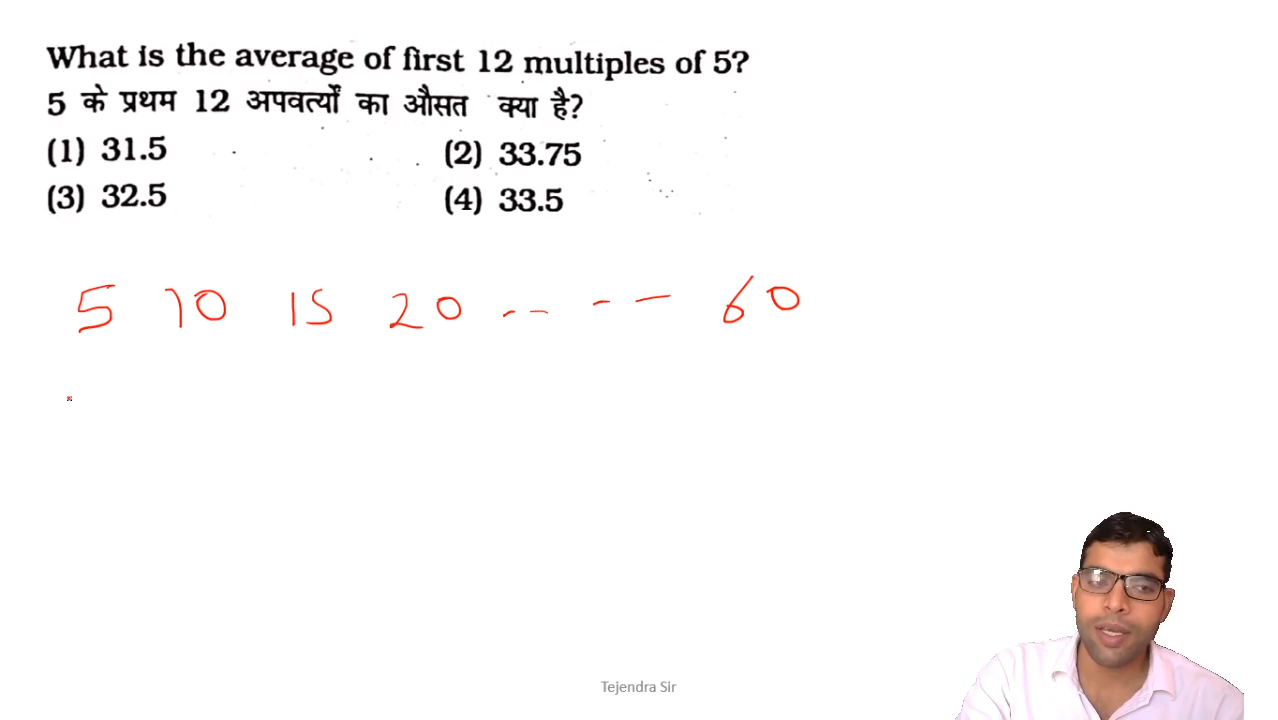 What is the average of first 12 multiples of 5?
5 के प्रथम 12 अपवर्त्यों का औसत क्या है?
(1) 31.5 (2) 33.75
(3) 32.5 (4) 33.5
5 10 15 20 -- -- 60
Tejendra Sir